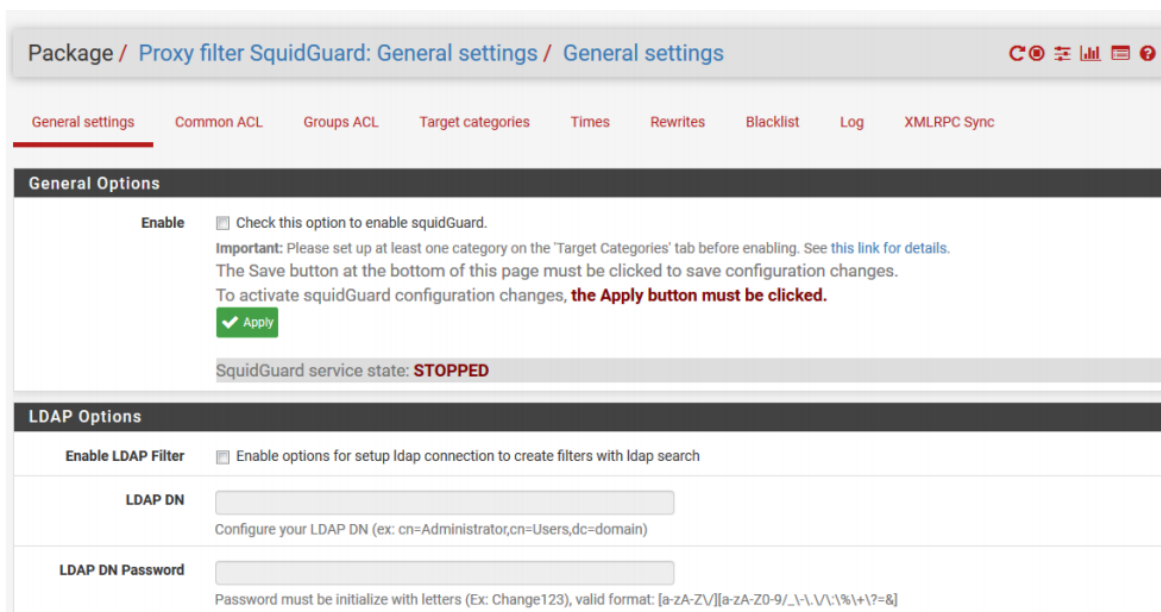 Package / Proxy filter SquidGuard: General settings / General settings
General settings Common ACL Groups ACL Target categories Times Rewrites Blacklist Log XMLRPC Sync
General Options
Enable Check this option to enable squidGuard.
Important: Please set up at least one category on the 'Target Categories' tab before enabling. See this link for details.
The Save button at the bottom of this page must be clicked to save configuration changes.
To activate squidGuard configuration changes, the Apply button must be clicked.
Apply
SquidGuard service state: STOPPED
LDAP Options
Enable LDAP Filter Enable options for setup ldap connection to create filters with ldap search
LDAP DN
Configure your LDAP DN (ex: cn=Administrator,cn=Users,dc=domain)
LDAP DN Password
Password must be initialize with letters (Ex: Change123), valid format: [a-zA-Z\/][a-zA-Z0-9/_\-\.\/\:\%\+\?=&]